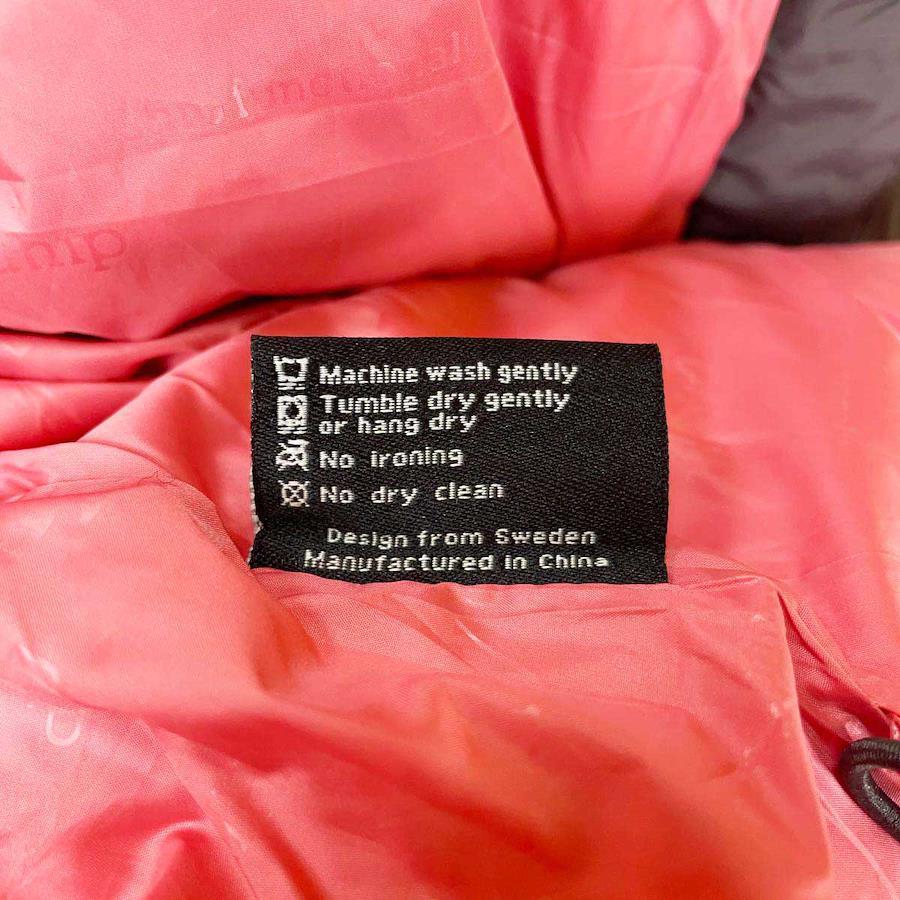 Machine wash gently
Tumble dry gently
or hang dry
No ironing
No dry clean
Design from Sweden
Manufactured in China